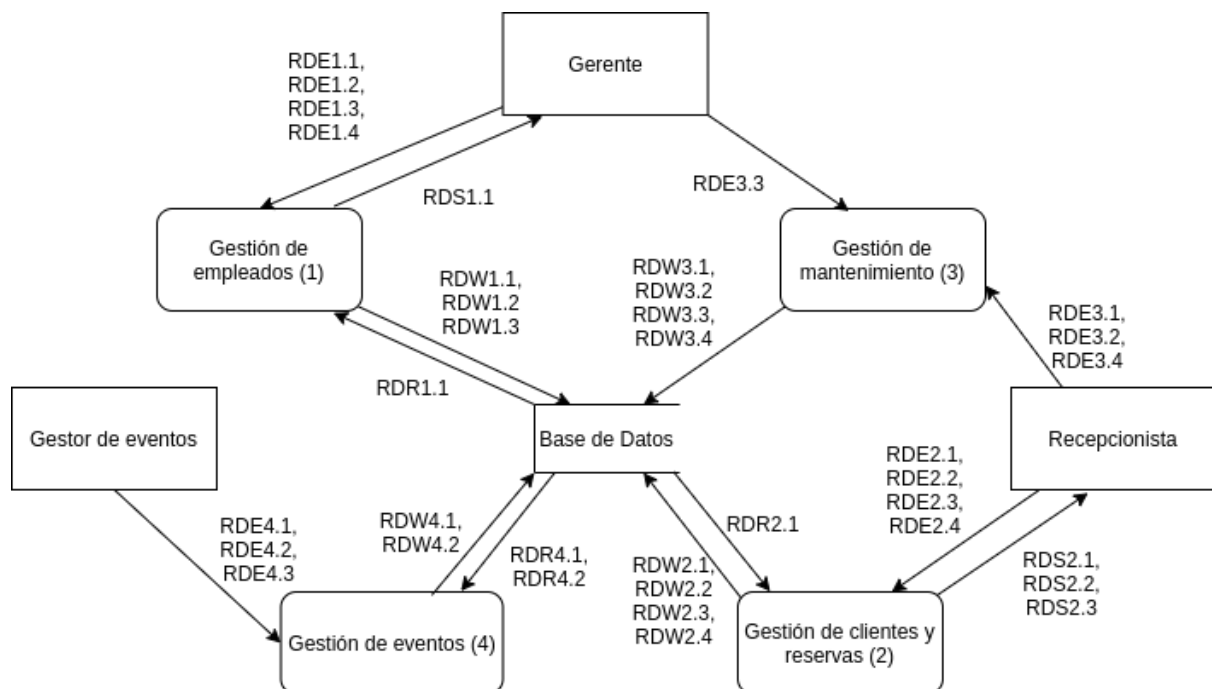 RDE1.1,
RDE1.2,
RDE1.3,
RDE1.4
Gerente
RDS1.1
RDE3.3
Gestión de
empleados (1)
Gestión de
mantenimiento (3)
RDW1.1,
RDW1.2
RDW1.3
RDW3.1,
RDW3.2
RDW3.3,
RDW3.4
RDE3.1,
RDE3.2,
RDE3.4
RDR1.1
Gestor de eventos
Base de Datos
Recepcionista
RDE2.1,
RDE2.2,
RDE2.3,
RDE2.4
RDE4.1,
RDE4.2,
RDE4.3
RDW4.1,
RDW4.2
RDR4.1,
RDR4.2
RDR2.1
RDW2.1,
RDW2.2
RDW2.3,
RDW2.4
RDS2.1,
RDS2.2,
RDS2.3
Gestión de eventos (4)
Gestión de clientes y
reservas (2)